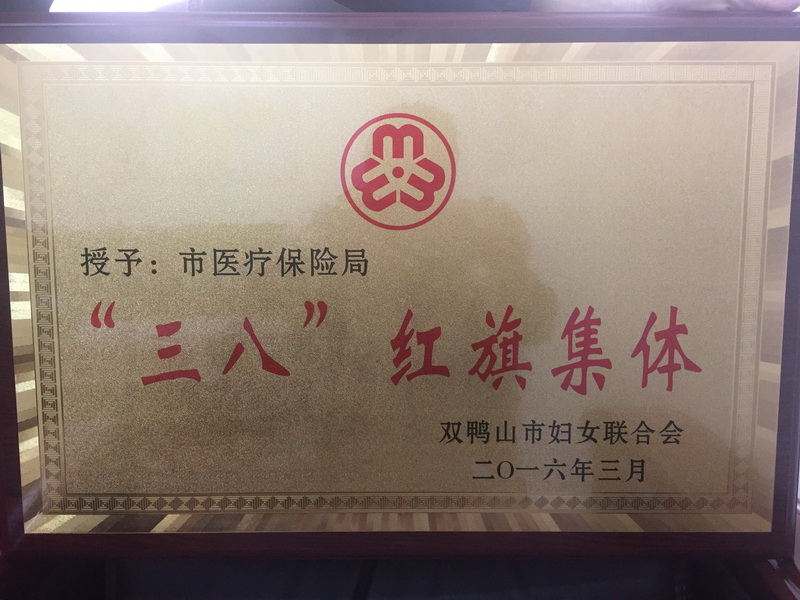 授予：市医疗保险局
“三八”红旗集体
双鸭山市妇女联合会
二〇一六年三月